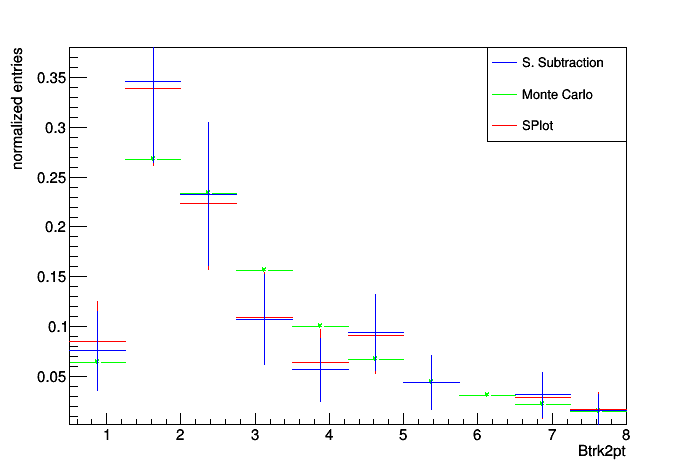 normalized entries
0.35
0.3
0.25
0.2
0.15
0.1
0.05
S. Subtraction
Monte Carlo
SPlot
1 2 3 4 5 6 7 8
Btrk2pt